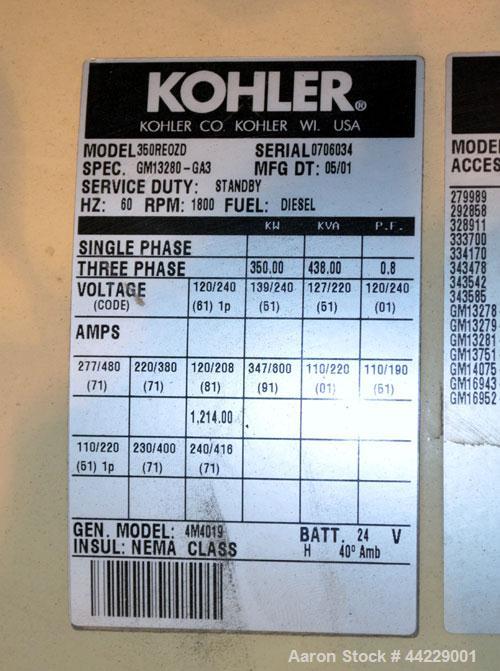 KOHLER®
KOHLER CO. KOHLER WI. USA
MODEL 350REOZD SERIAL 0706034
SPEC. GM13280-GA3 MFG DT: 05/01
SERVICE DUTY: STANDBY
HZ: 60 RPM: 1800 FUEL: DIESEL
KW KVA P.F.
SINGLE PHASE
THREE PHASE 350.00 438.00 0.8
VOLTAGE 120/240 139/240 127/220 120/240
(CODE) (61) 1p (51) (51) (01)
AMPS
277/480 220/380 120/208 347/600 110/220 110/190
(71) (71) (81) (91) (01) (51)
1,214.00
110/220 230/400 240/416
(51) 1p (71) (71)
GEN. MODEL: 4M4019 BATT. 24 V
INSUL: NEMA CLASS H 40° Amb
MODEL
ACCES
279989
292858
328911
333700
334170
343478
343542
343585
GM13278
GM13279
GM13281
GM13751
GM14075
GM16943
GM16952
Aaron Stock # 44229001